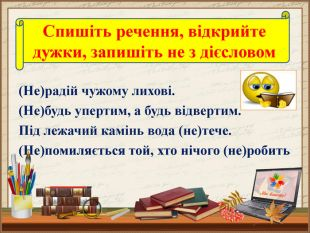 Спишіть речення, відкрийте
дужки, запишіть не з дієсловом
(Не)радій чужому лихові.
(Не)будь упертим, а будь відвертим.
Під лежачий камінь вода (не)тече.
(Не)помиляється той, хто нічого (не)робить